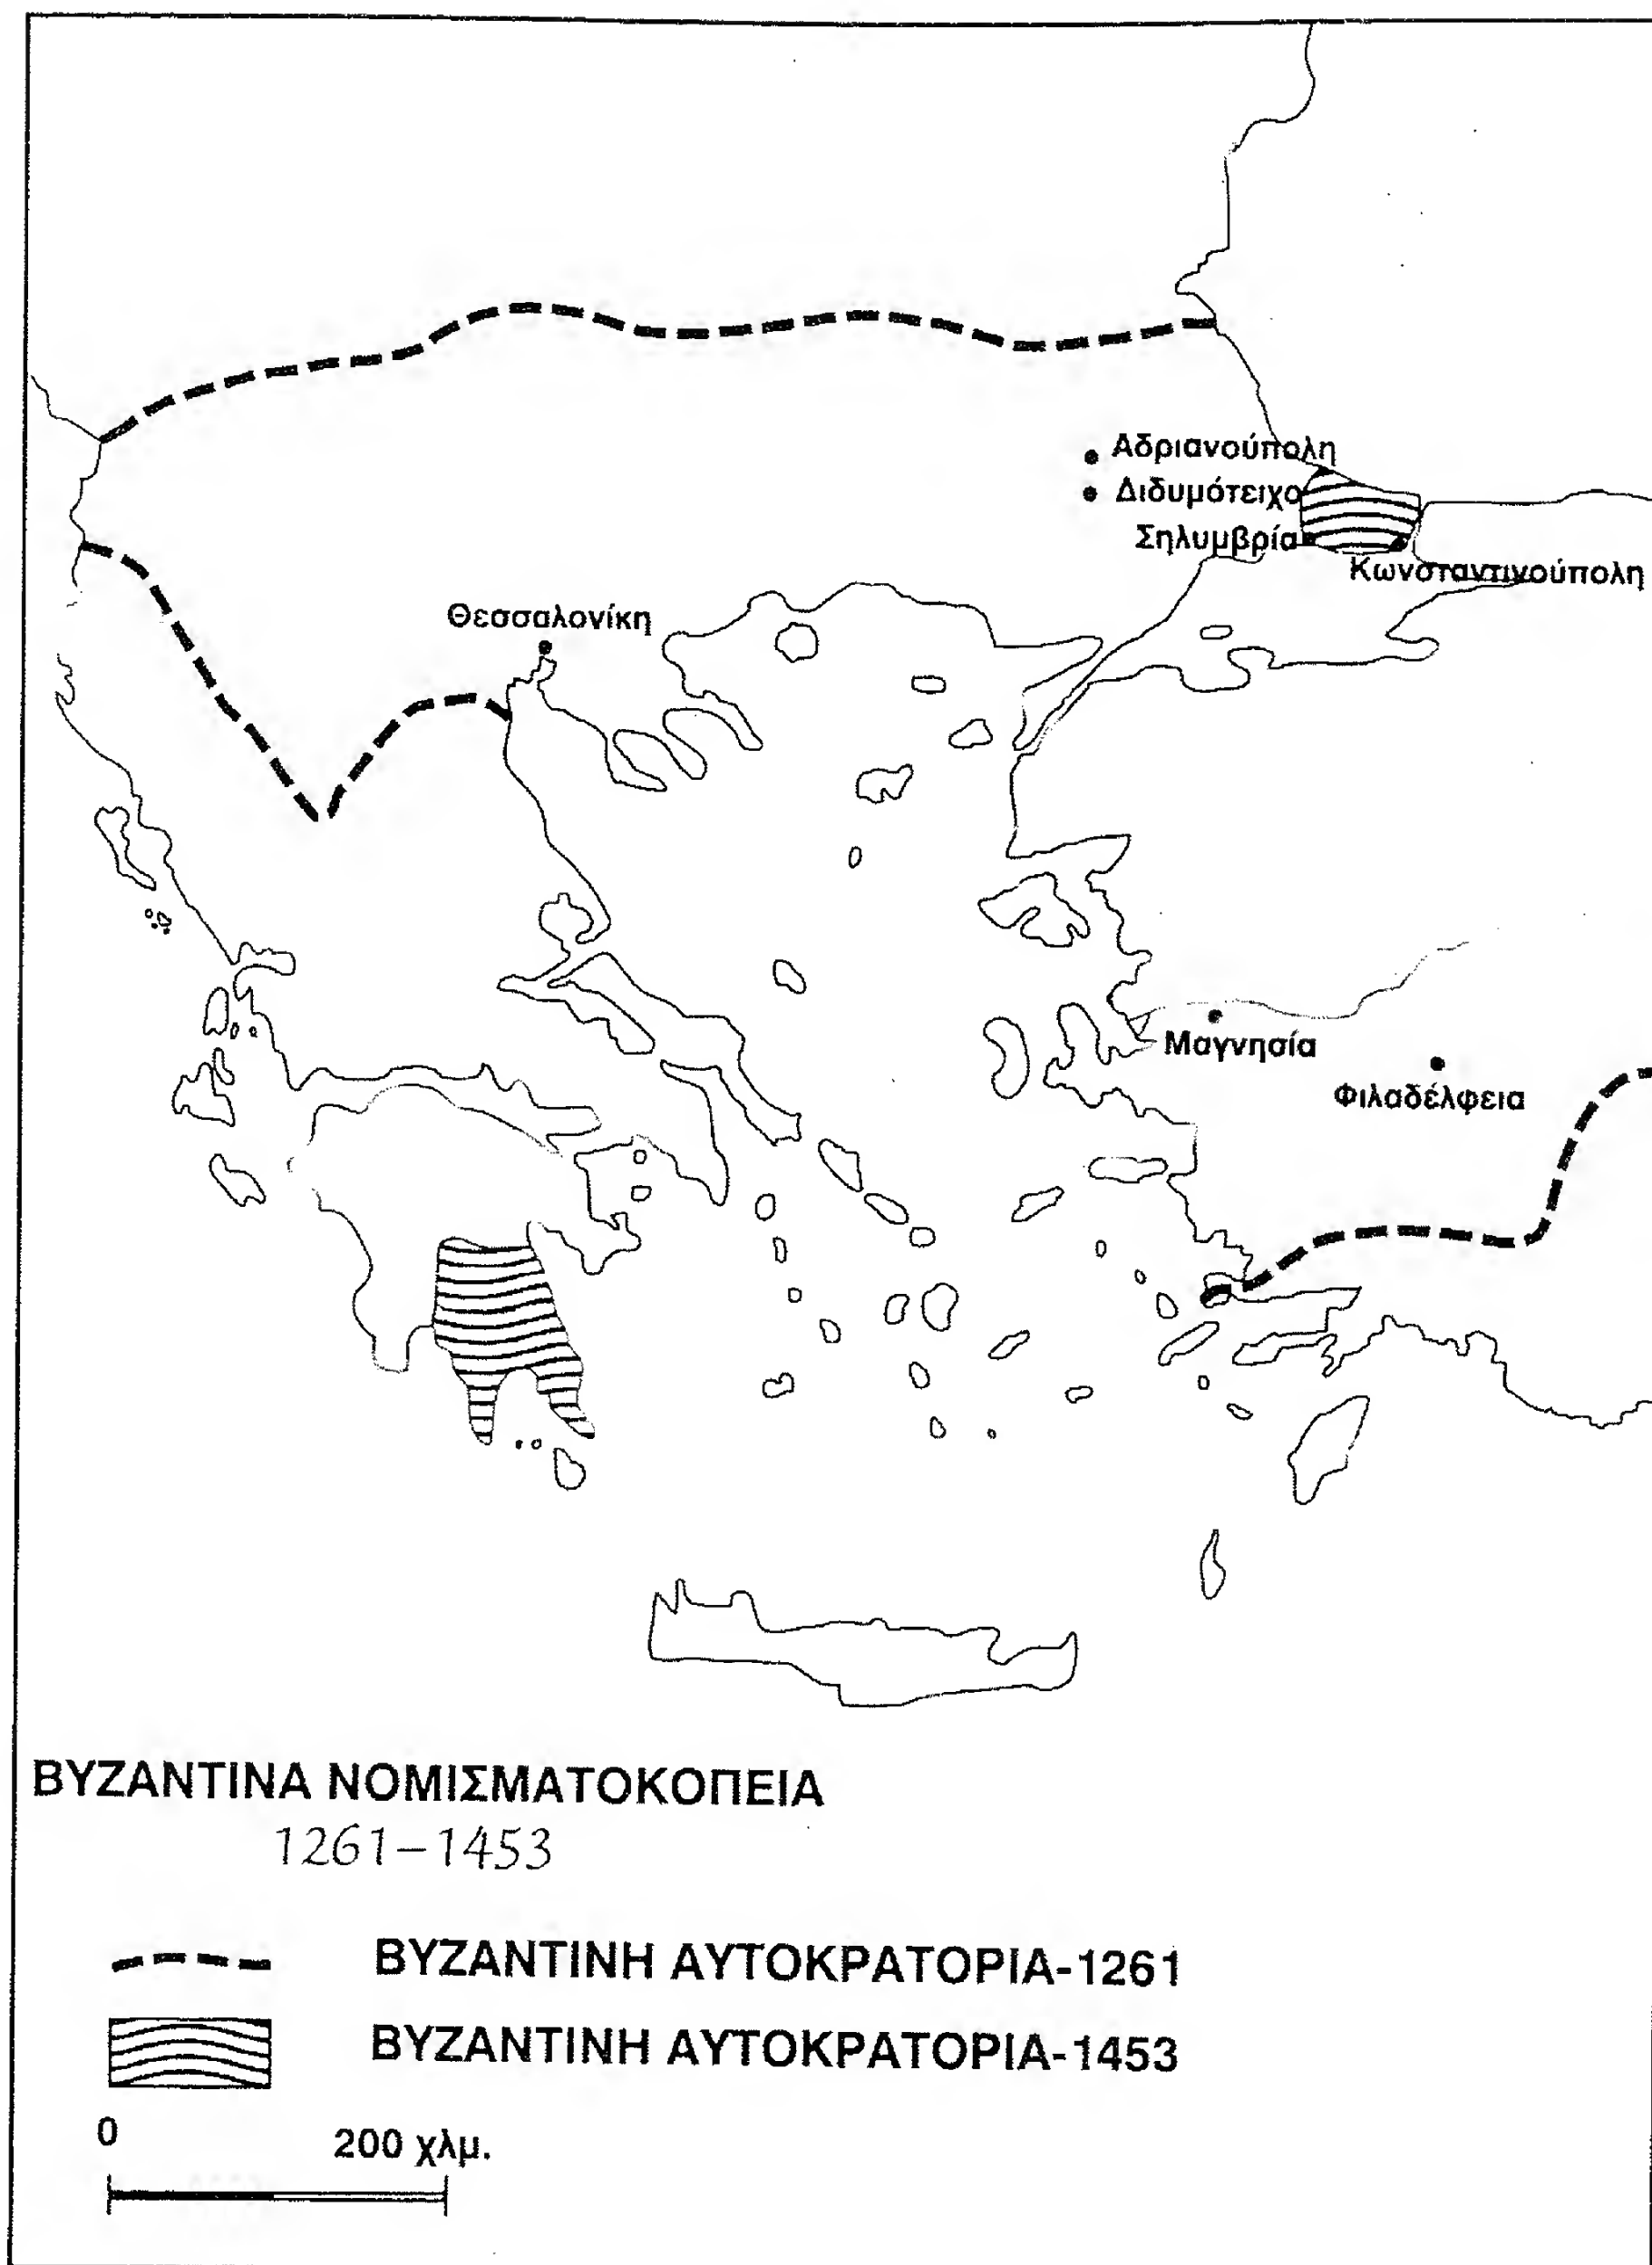 Αδριανούπολη
Διδυμότειχο
Σηλυμβρία
Κωνσταντινούπολη
Θεσσαλονίκη
Μαγνησία
Φιλαδέλφεια
ΒΥΖΑΝΤΙΝΑ ΝΟΜΙΣΜΑΤΟΚΟΠΕΙΑ
1261-1453
ΒΥΖΑΝΤΙΝΗ ΑΥΤΟΚΡΑΤΟΡΙΑ-1261
ΒΥΖΑΝΤΙΝΗ ΑΥΤΟΚΡΑΤΟΡΙΑ-1453
0 200 χλμ.